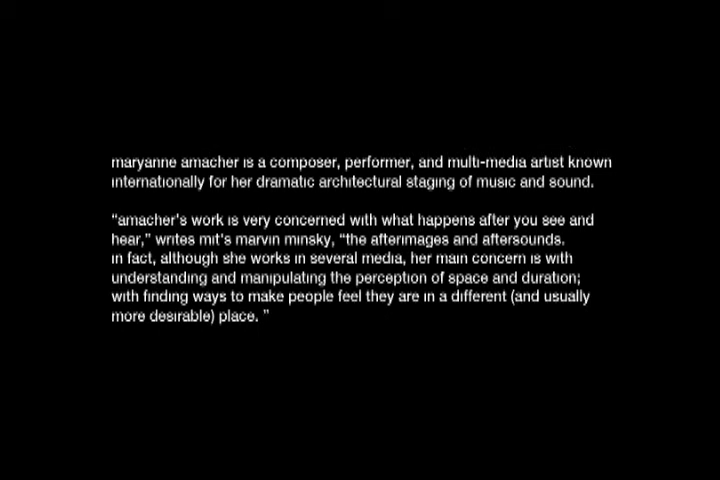 maryanne amacher is a composer, performer, and multi-media artist known
internationally for her dramatic architectural staging of music and sound.
“amacher's work is very concerned with what happens after you see and
hear,” writes mit's marvin minsky, “the afterimages and aftersounds.
in fact, although she works in several media, her main concern is with
understanding and manipulating the perception of space and duration;
with finding ways to make people feel they are in a different (and usually
more desirable) place. ”